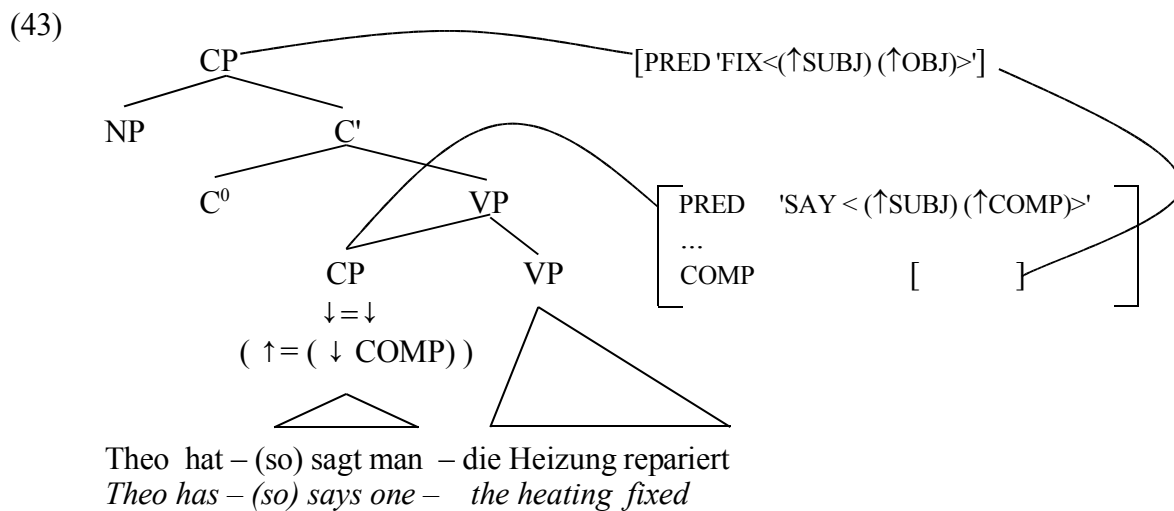 (43)
CP [PRED 'FIX<(↑SUBJ) (↑OBJ)>']
NP C'
C⁰ VP PRED 'SAY < (↑SUBJ) (↑COMP)>'
...
CP VP COMP [ ]
↓=↓
( ↑= ( ↓ COMP) )
Theo hat – (so) sagt man – die Heizung repariert
Theo has – (so) says one – the heating fixed